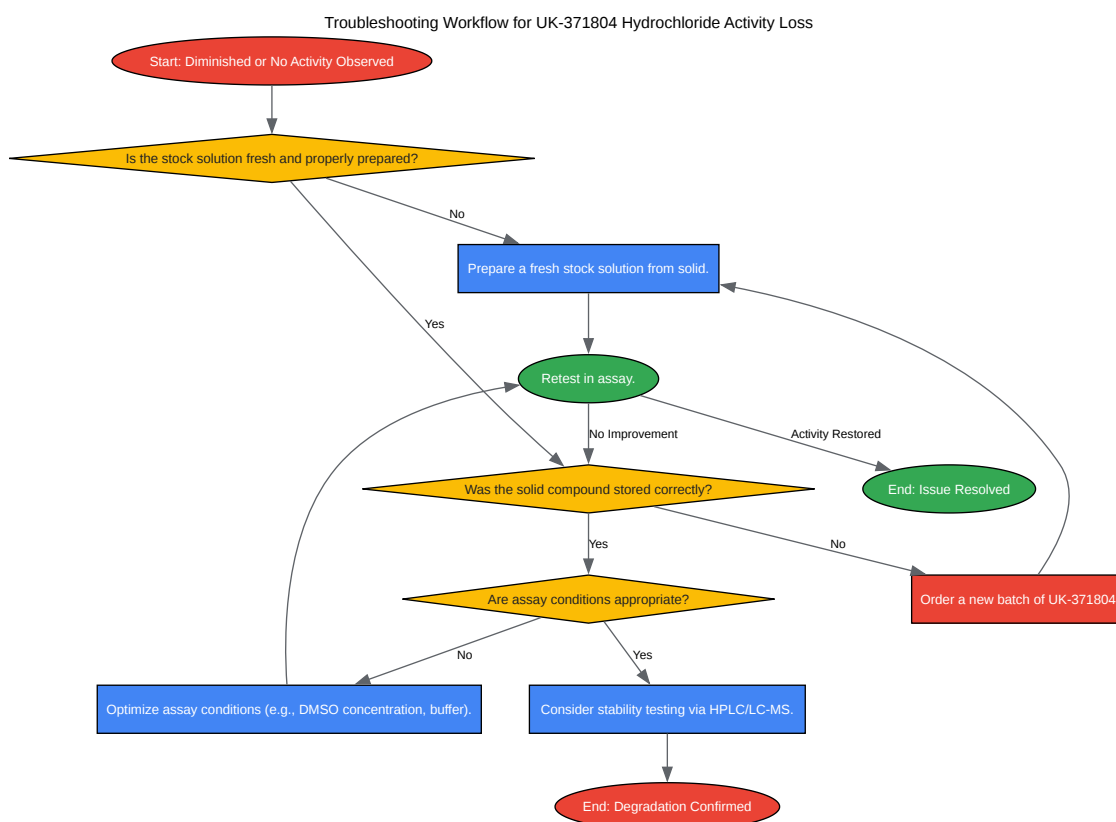 Troubleshooting Workflow for UK-371804 Hydrochloride Activity Loss
Start: Diminished or No Activity Observed
Is the stock solution fresh and properly prepared?
No
Prepare a fresh stock solution from solid.
Yes
Retest in assay.
No Improvement
Activity Restored
Was the solid compound stored correctly?
End: Issue Resolved
Yes
No
Are assay conditions appropriate?
Order a new batch of UK-371804
No
Yes
Optimize assay conditions (e.g., DMSO concentration, buffer).
Consider stability testing via HPLC/LC-MS.
End: Degradation Confirmed